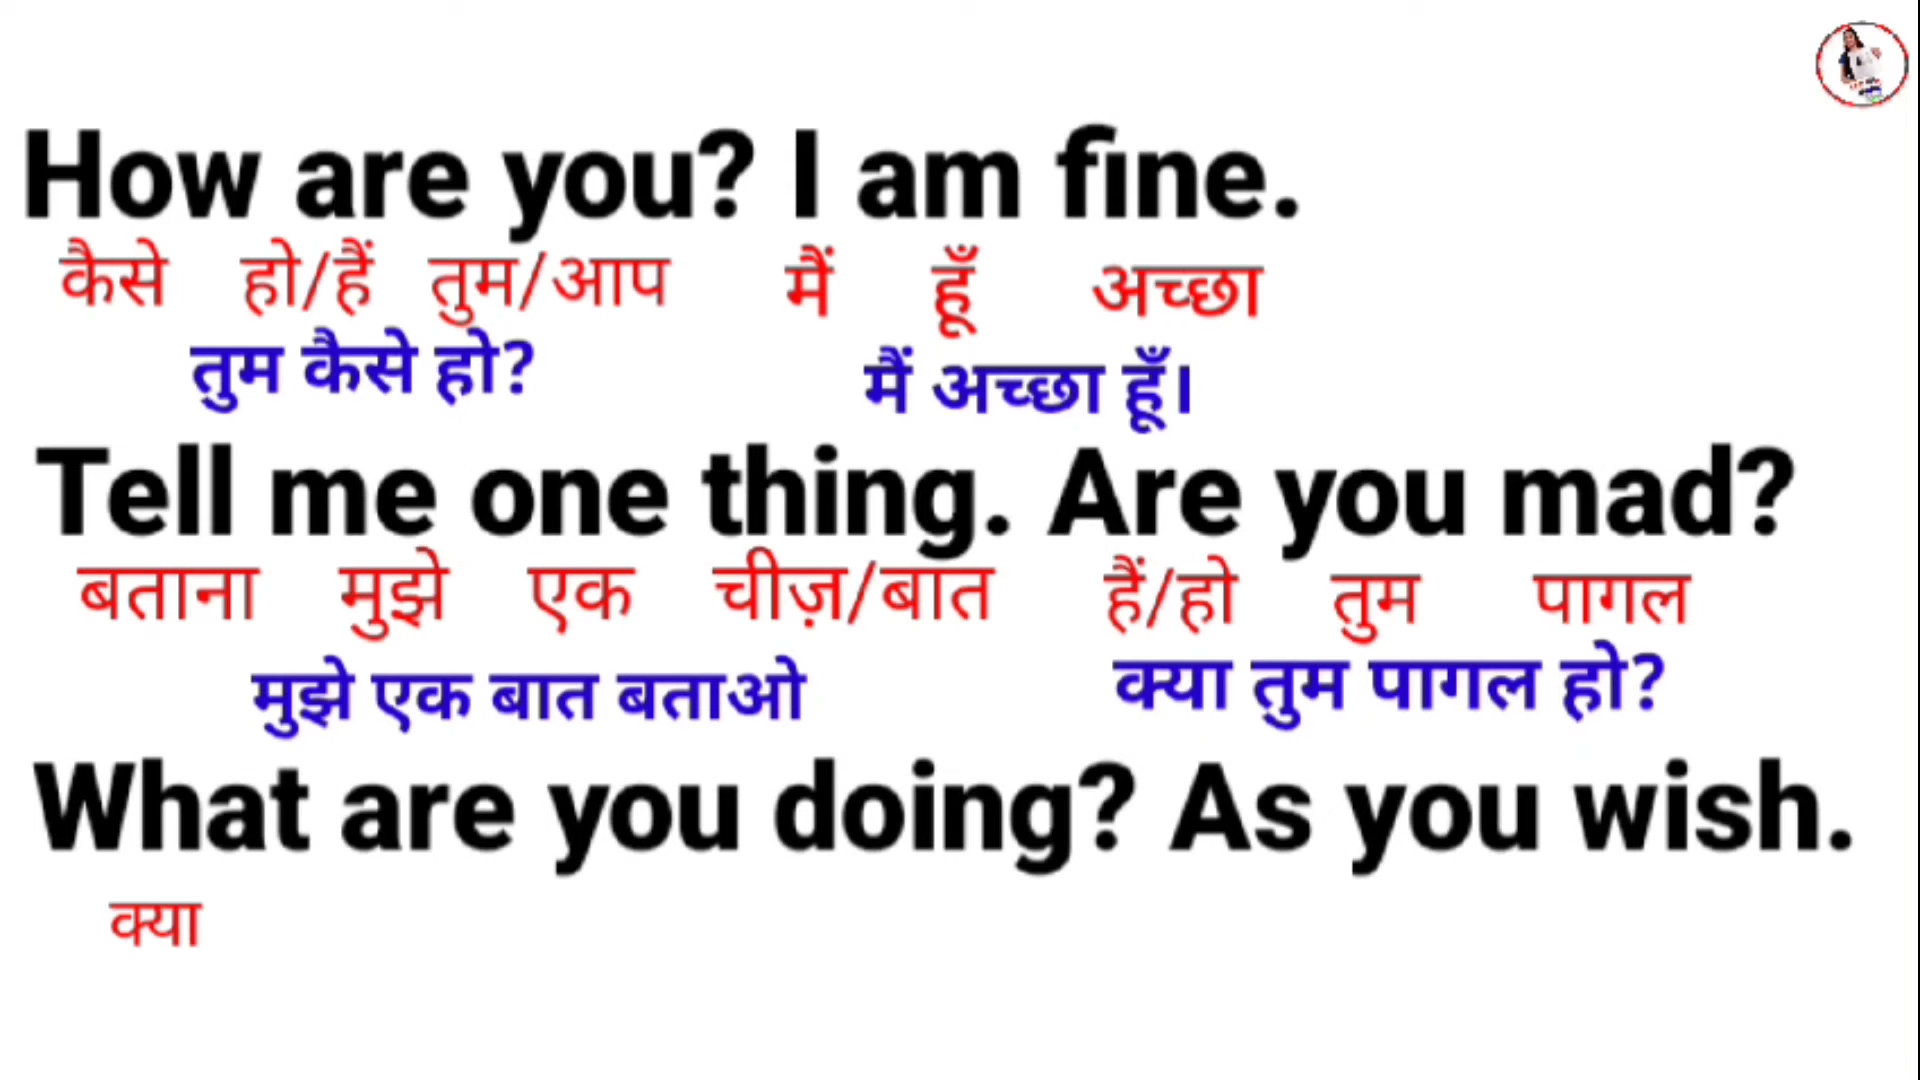 How are you? I am fine.
कैसे हो/हैं तुम/आप मैं हूँ अच्छा
तुम कैसे हो? मैं अच्छा हूँ।
Tell me one thing. Are you mad?
बताना मुझे एक चीज़/बात हैं/हो तुम पागल
मुझे एक बात बताओ क्या तुम पागल हो?
What are you doing? As you wish.
क्या